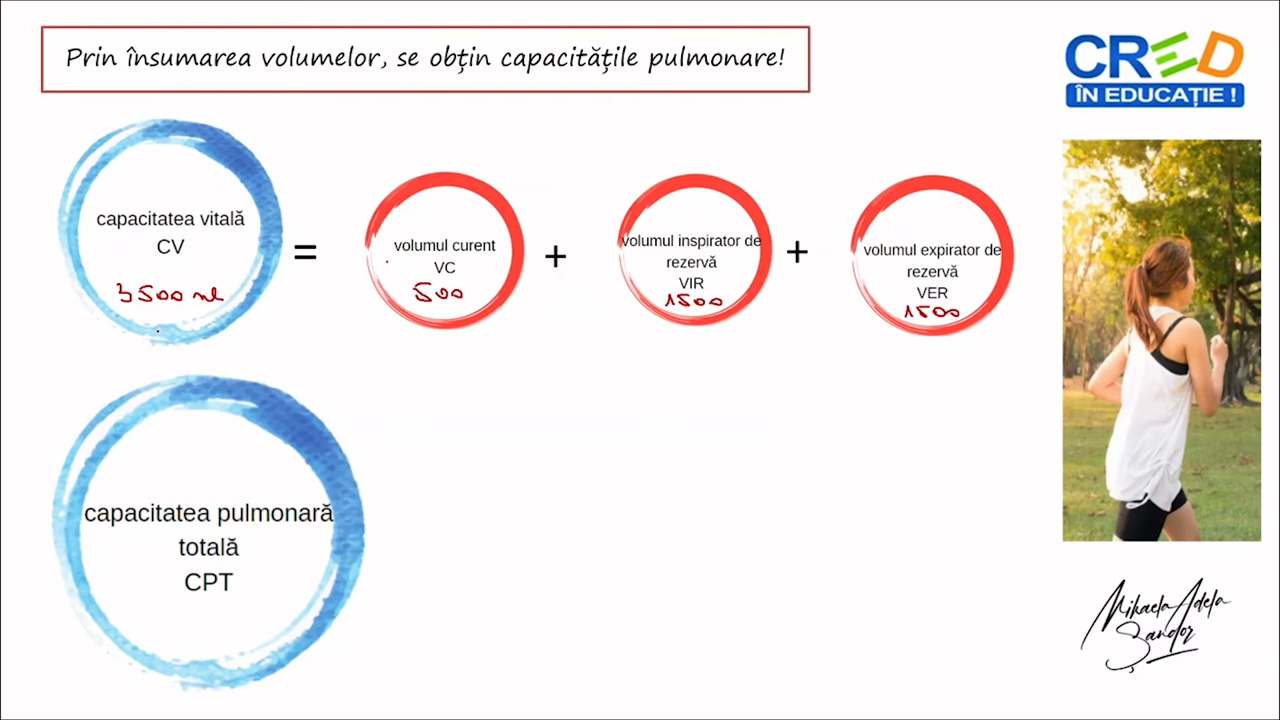 Prin însumarea volumelor, se obțin capacitățile pulmonare!
CRED
ÎN EDUCAȚIE !
capacitatea vitală
CV
3500 ml
=
volumul curent
VC
500
+
volumul inspirator de
rezervă
VIR
1500
+
volumul expirator de
rezervă
VER
1500
capacitatea pulmonară
totală
CPT
Mihaela Adela
Șandor